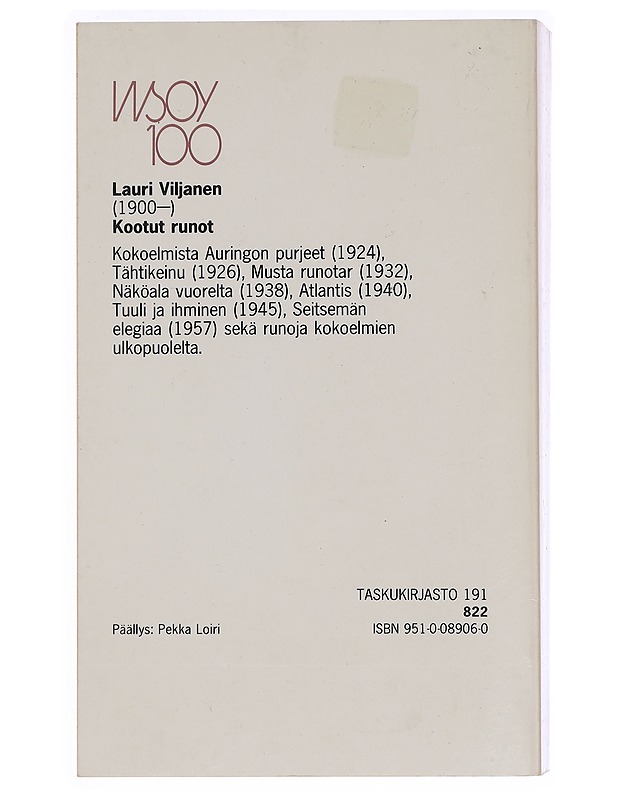 WSOY
100
Lauri Viljanen
(1900—)
Kootut runot
Kokoelmista Auringon purjeet (1924),
Tähtikeinu (1926), Musta runotar (1932),
Näköala vuorelta (1938), Atlantis (1940),
Tuuli ja ihminen (1945), Seitsemän
elegiaa (1957) sekä runoja kokoelmien
ulkopuolelta.
TASKUKIRJASTO 191
822
Päällys: Pekka Loiri ISBN 951-0-08906-0